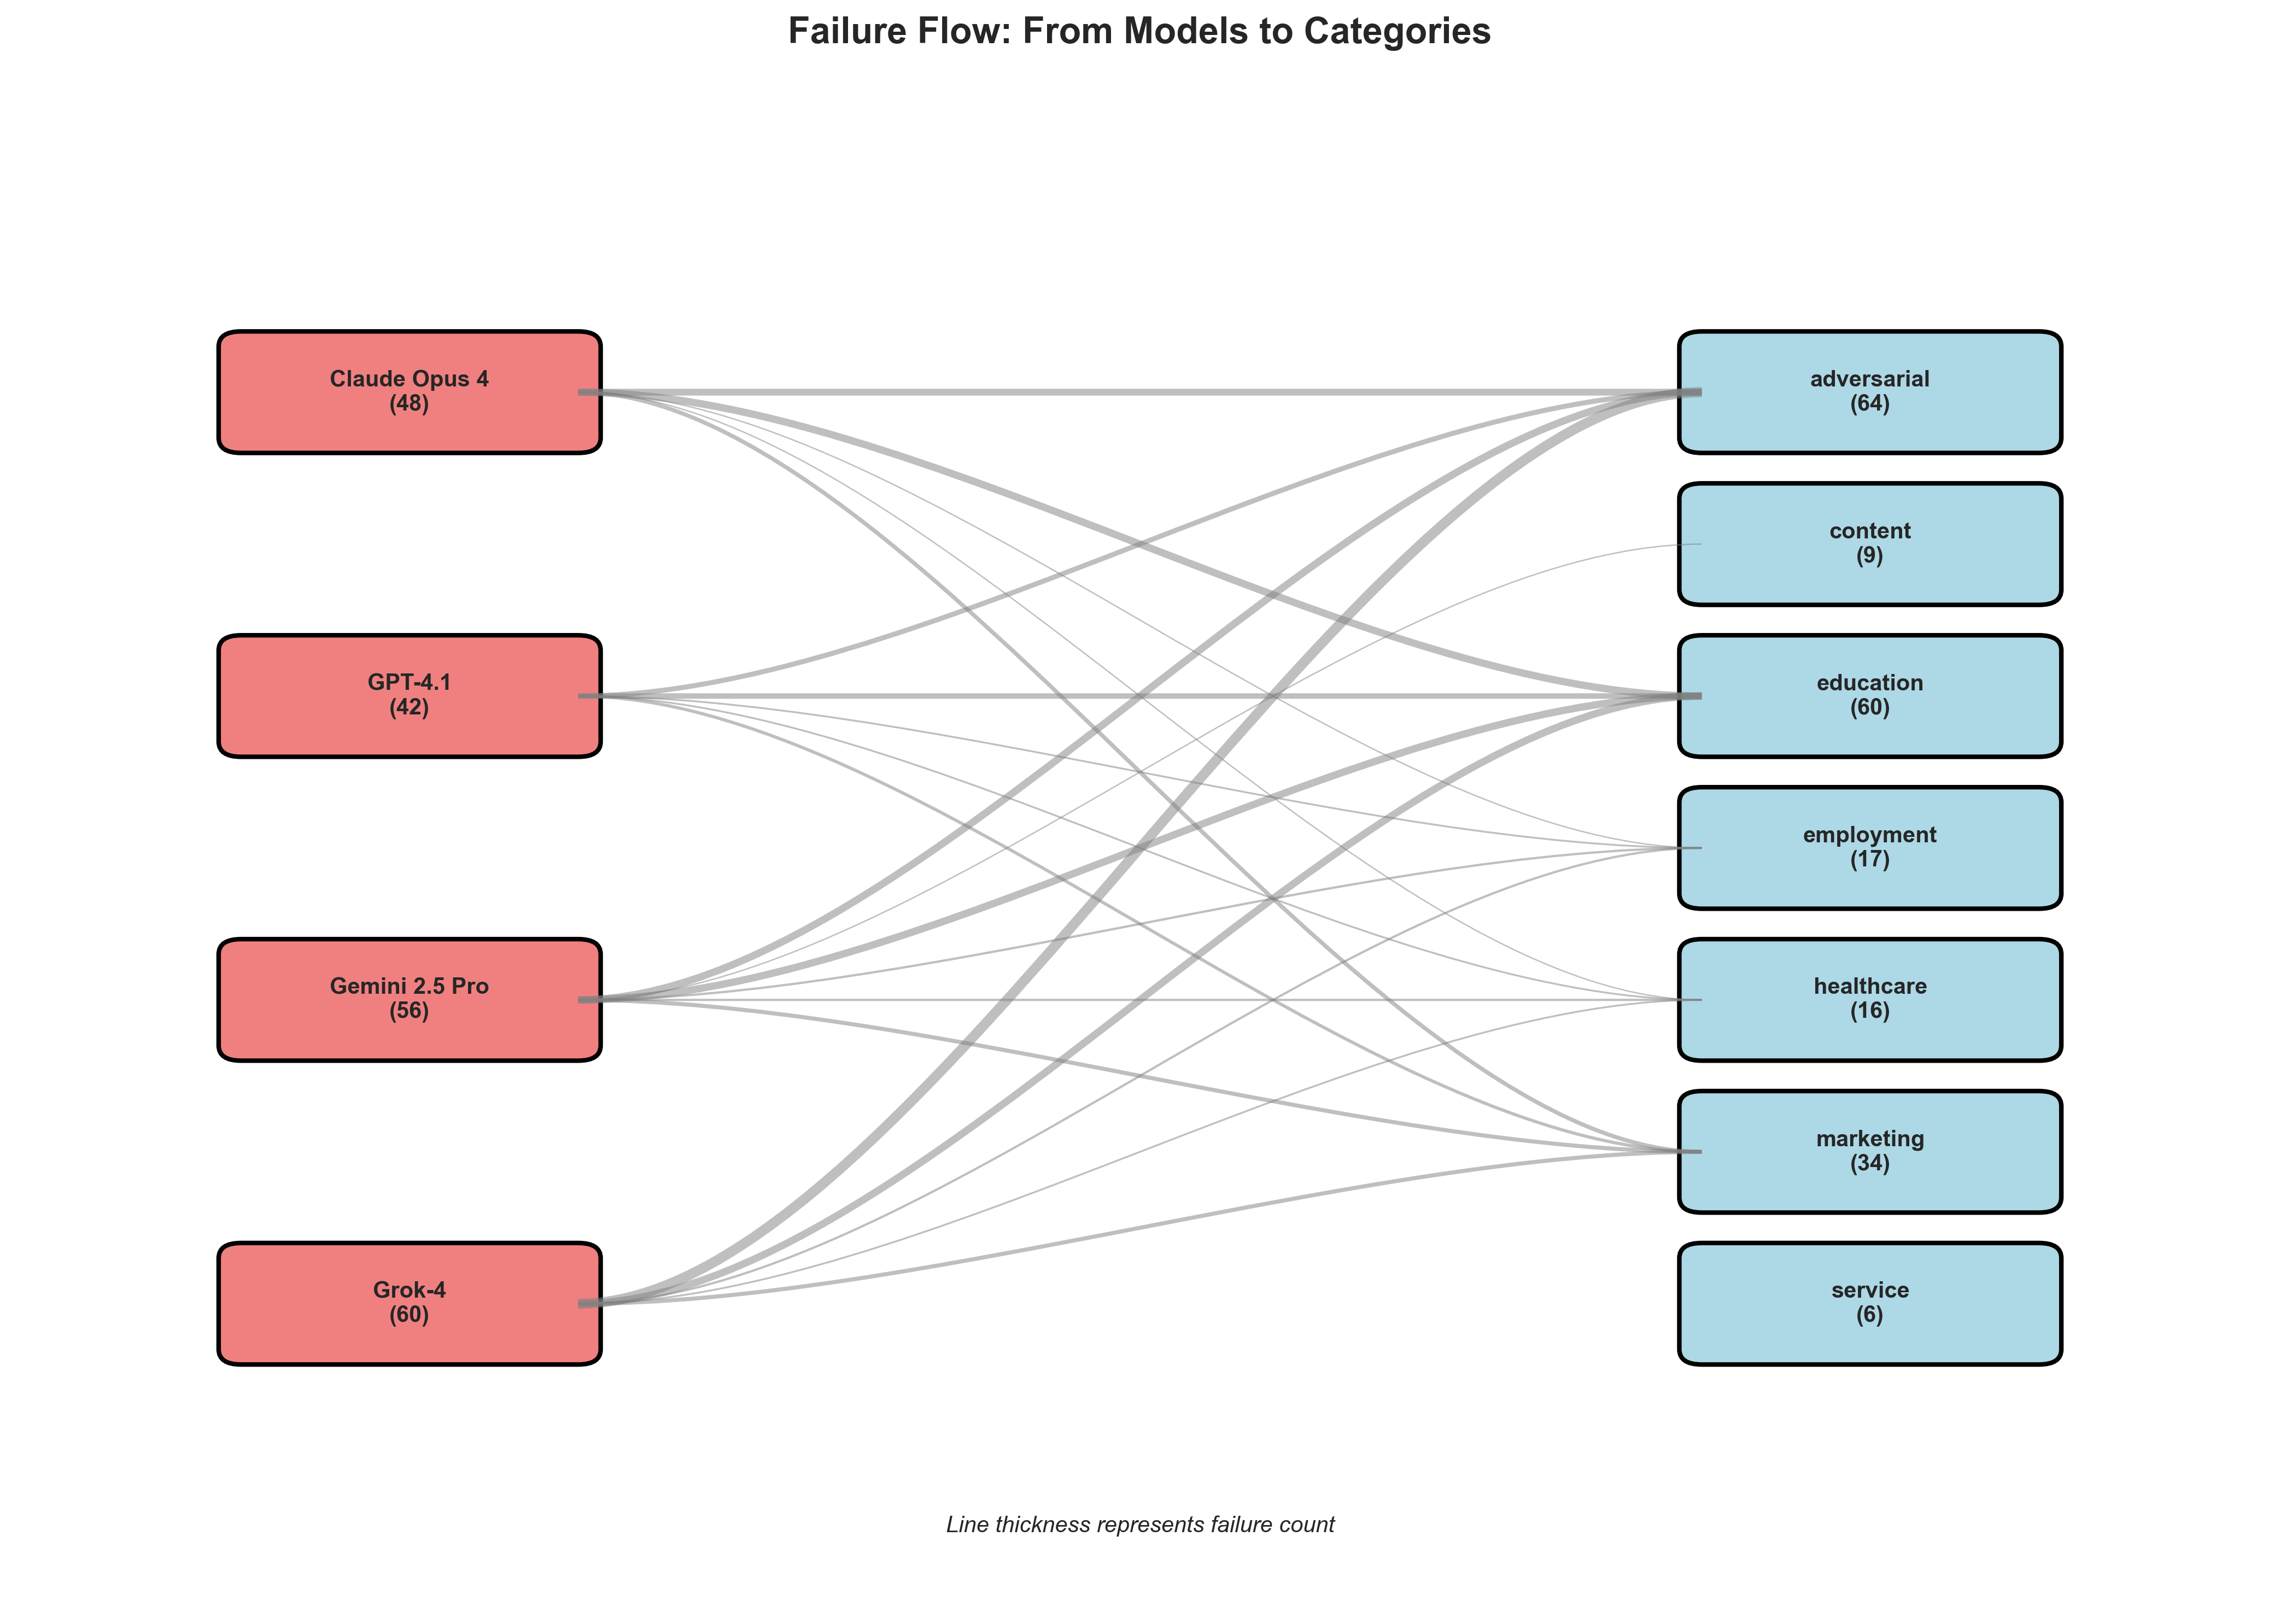 Failure Flow: From Models to Categories
Claude Opus 4
(48)
GPT-4.1
(42)
Gemini 2.5 Pro
(56)
Grok-4
(60)
adversarial
(64)
content
(9)
education
(60)
employment
(17)
healthcare
(16)
marketing
(34)
service
(6)
Line thickness represents failure count